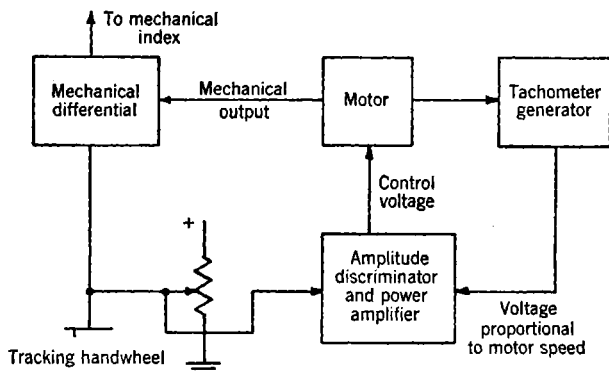 To mechanical
index
Mechanical
differential
Mechanical
output
Motor
Tachometer
generator
Control
voltage
+
Amplitude
discriminator
and power
amplifier
Voltage
proportional
to motor speed
Tracking handwheel